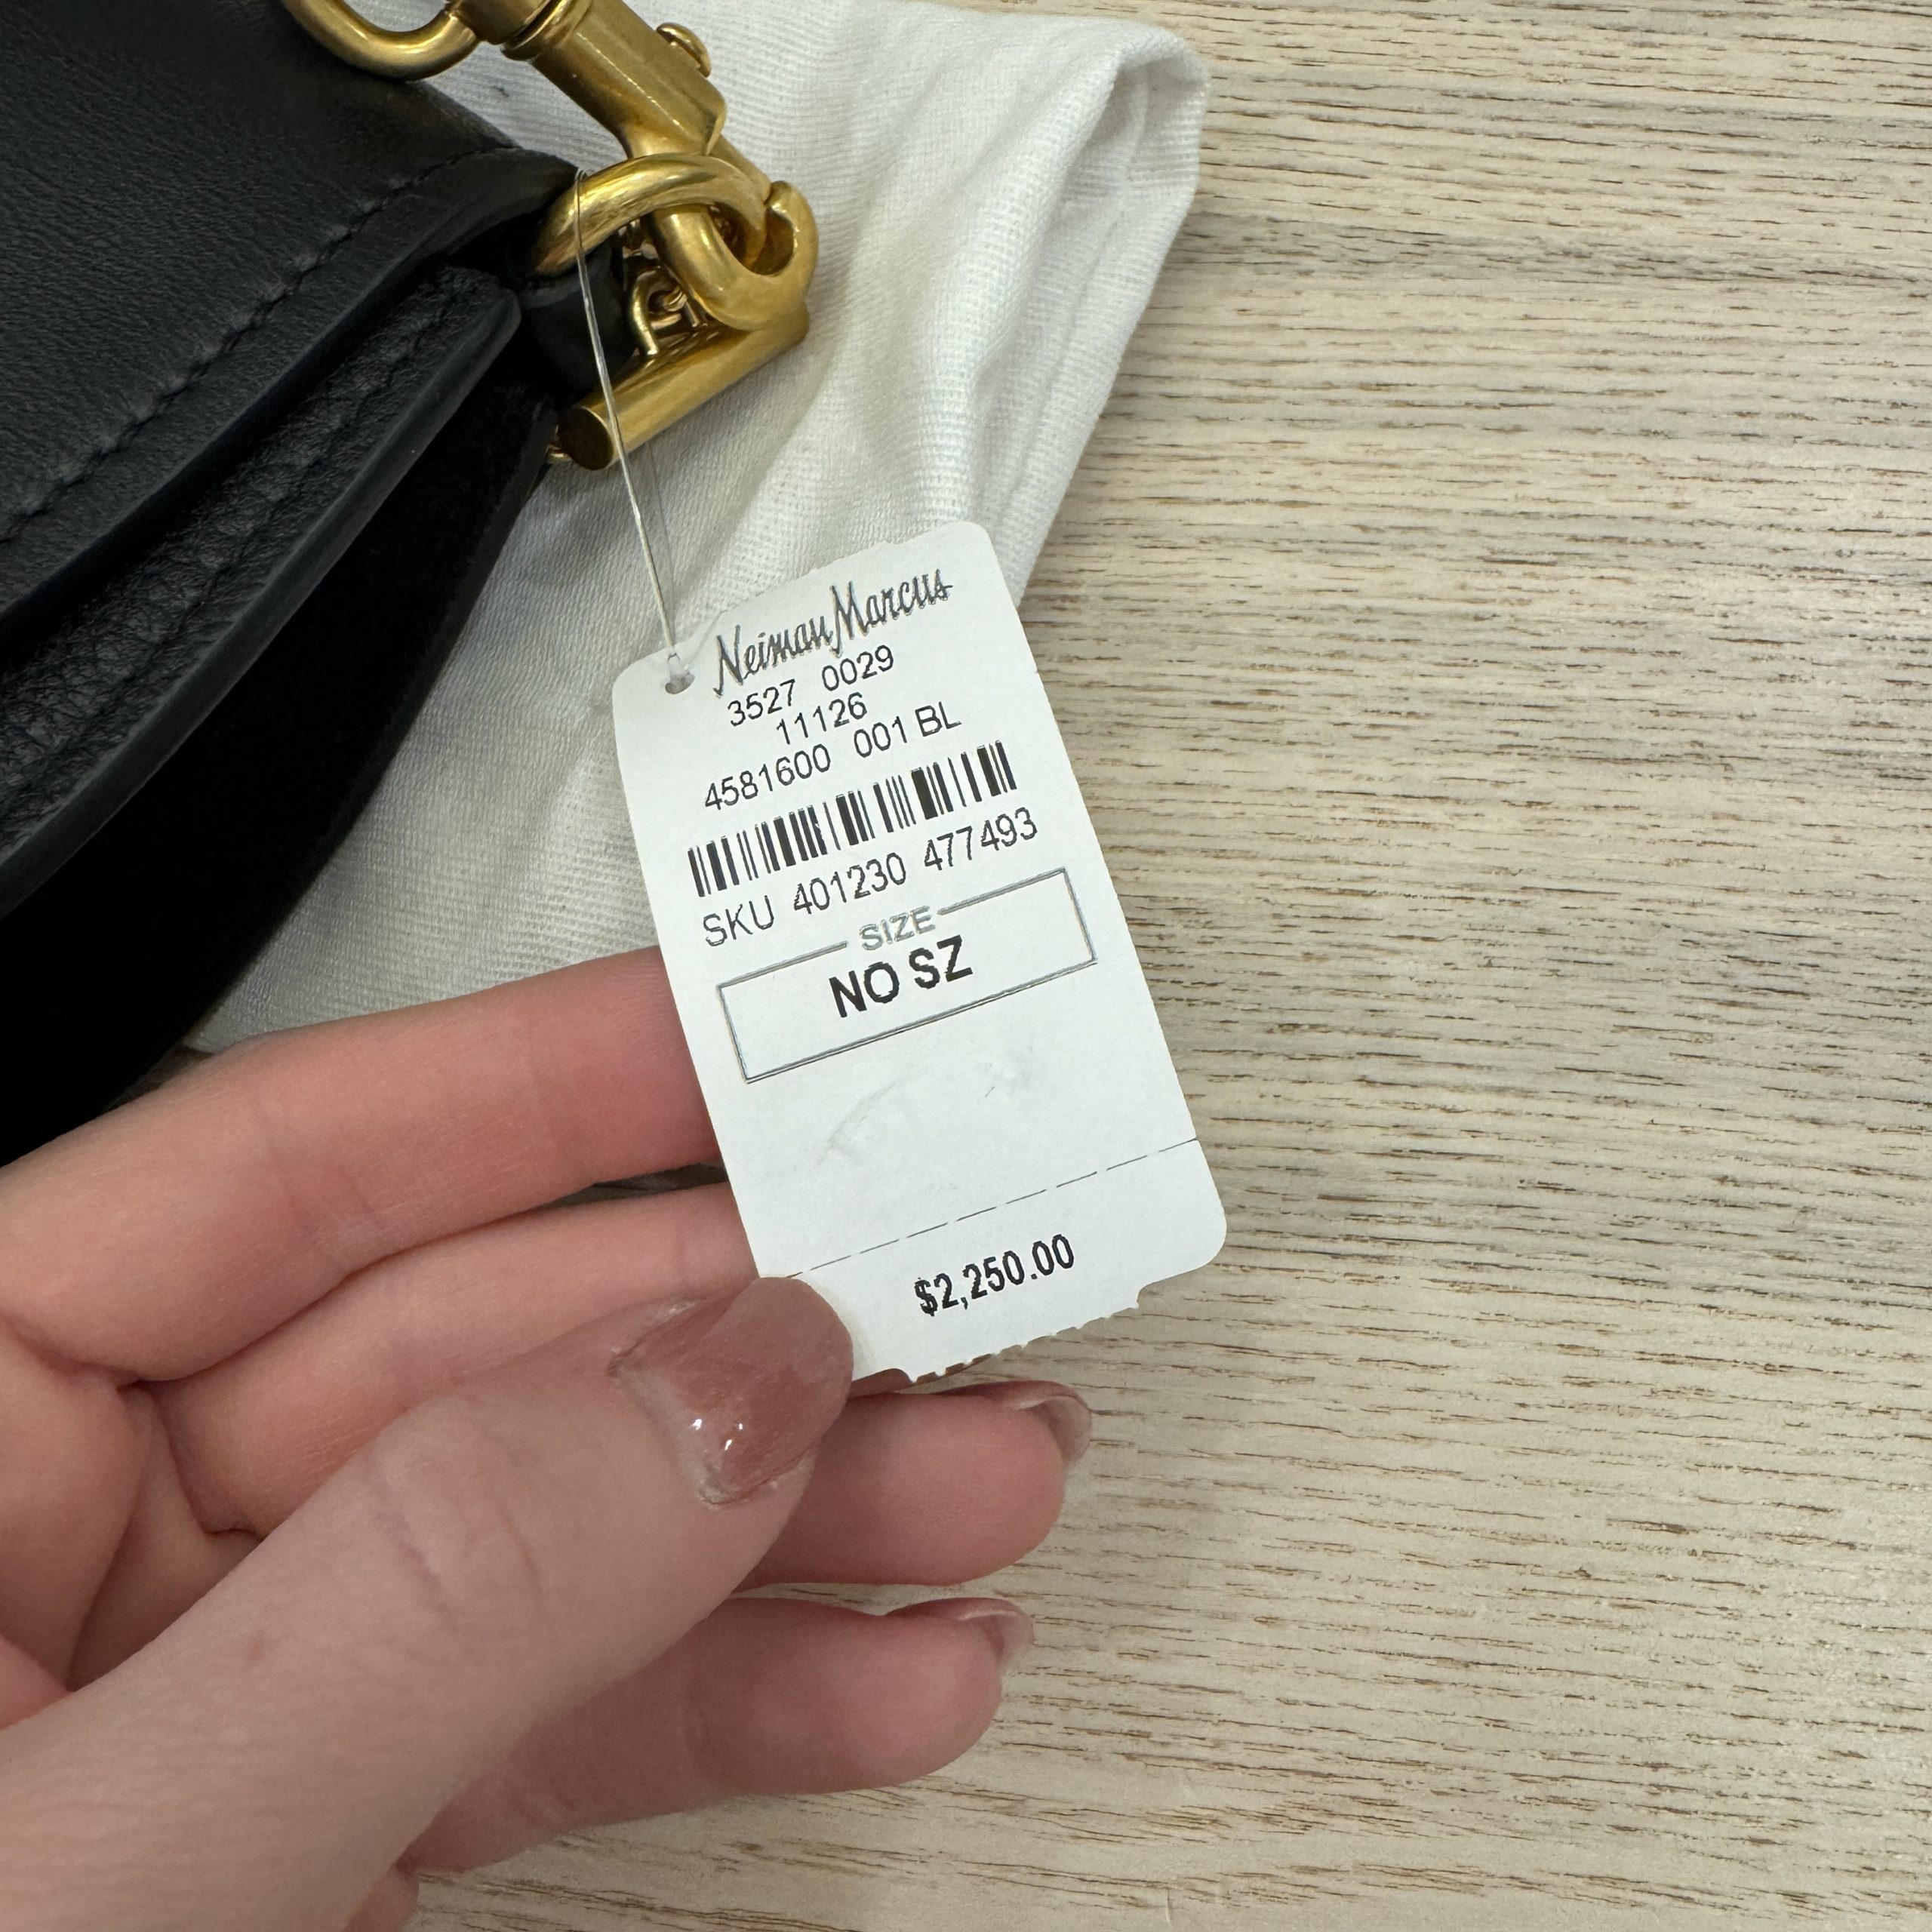 Neiman Marcus
3527 0029
11126
4581600 001 BL
SKU 401230 477493
SIZE
NO SZ
$2,250.00